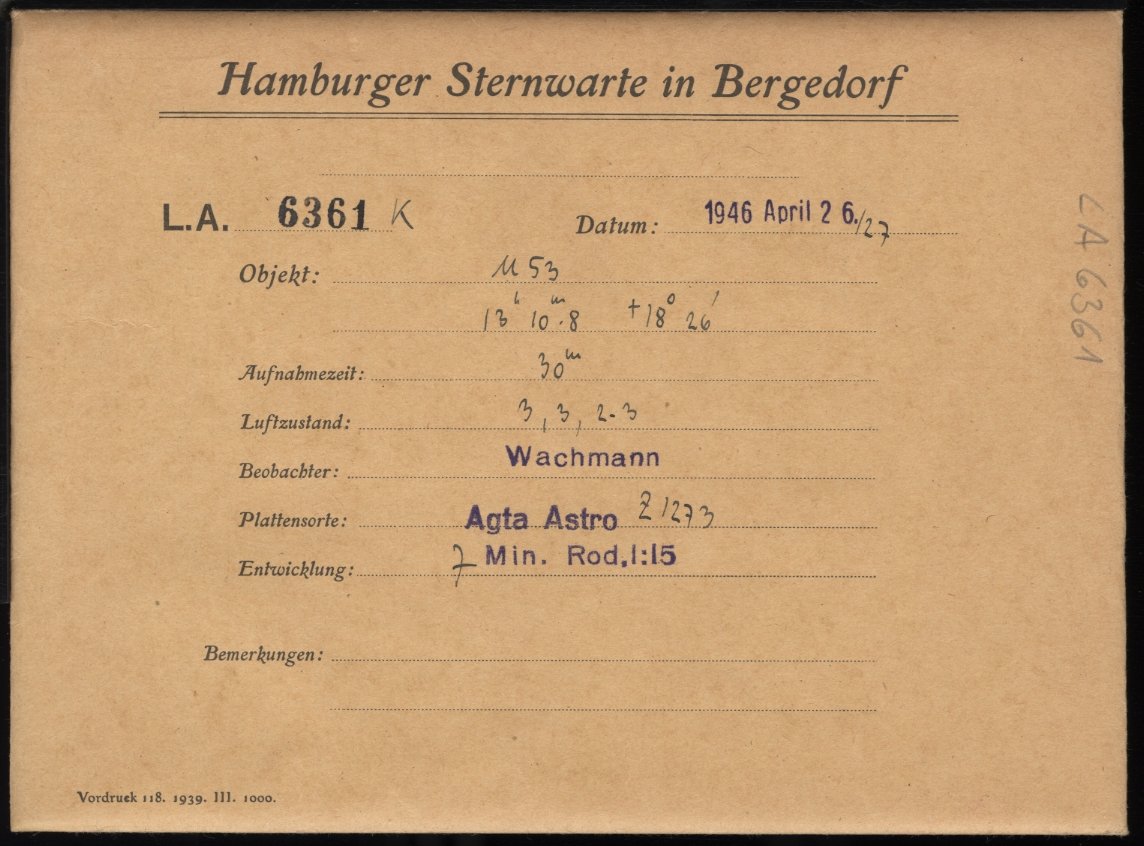 Hamburger Sternwarte in Bergedorf
L.A. 6361 K Datum: 1946 April 26./27
Objekt: M 53
13h 10m.8 +18° 26'
Aufnahmezeit: 30m
Luftzustand: 3, 3, 2-3
Beobachter: Wachmann
Plattensorte: Agfa Astro Z 1273
Entwicklung: 7 Min. Rod. 1:15
Bemerkungen:
Vordruck 118. 1939. III. 1000.
LA 6361